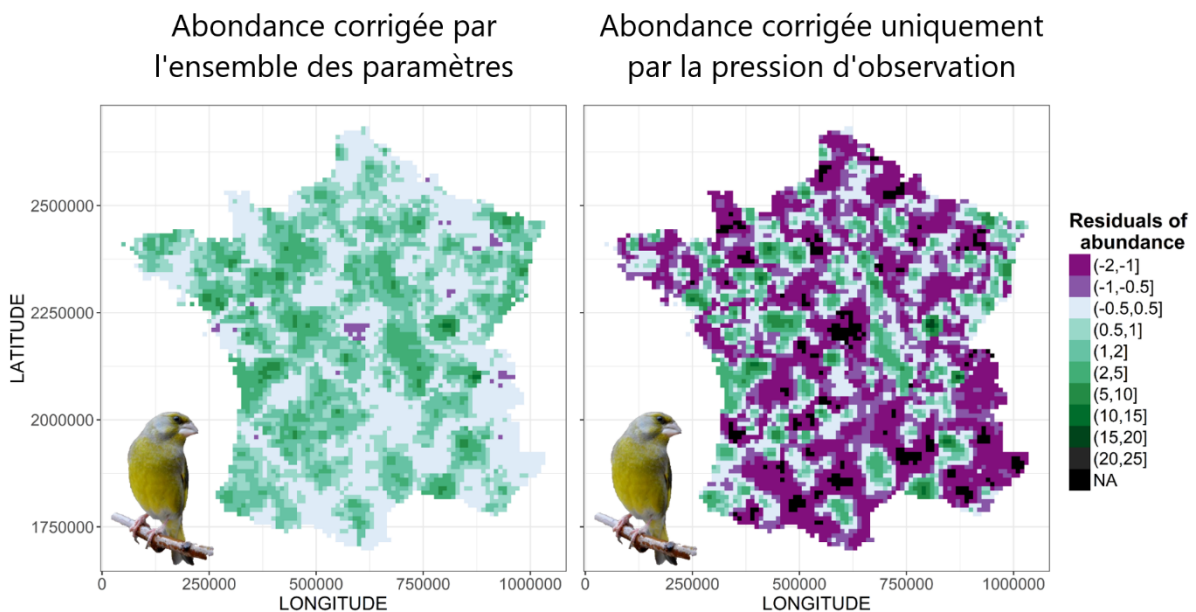 Abondance corrigée par
l'ensemble des paramètres
Abondance corrigée uniquement
par la pression d'observation
LATITUDE
2500000
2250000
2000000
1750000
0
250000
500000
750000
1000000
LONGITUDE
0
250000
500000
750000
1000000
LONGITUDE
Residuals of
abundance
(-2,-1]
(-1,-0.5]
(-0.5,0.5]
(0.5,1]
(1,2]
(2,5]
(5,10]
(10,15]
(15,20]
(20,25]
NA